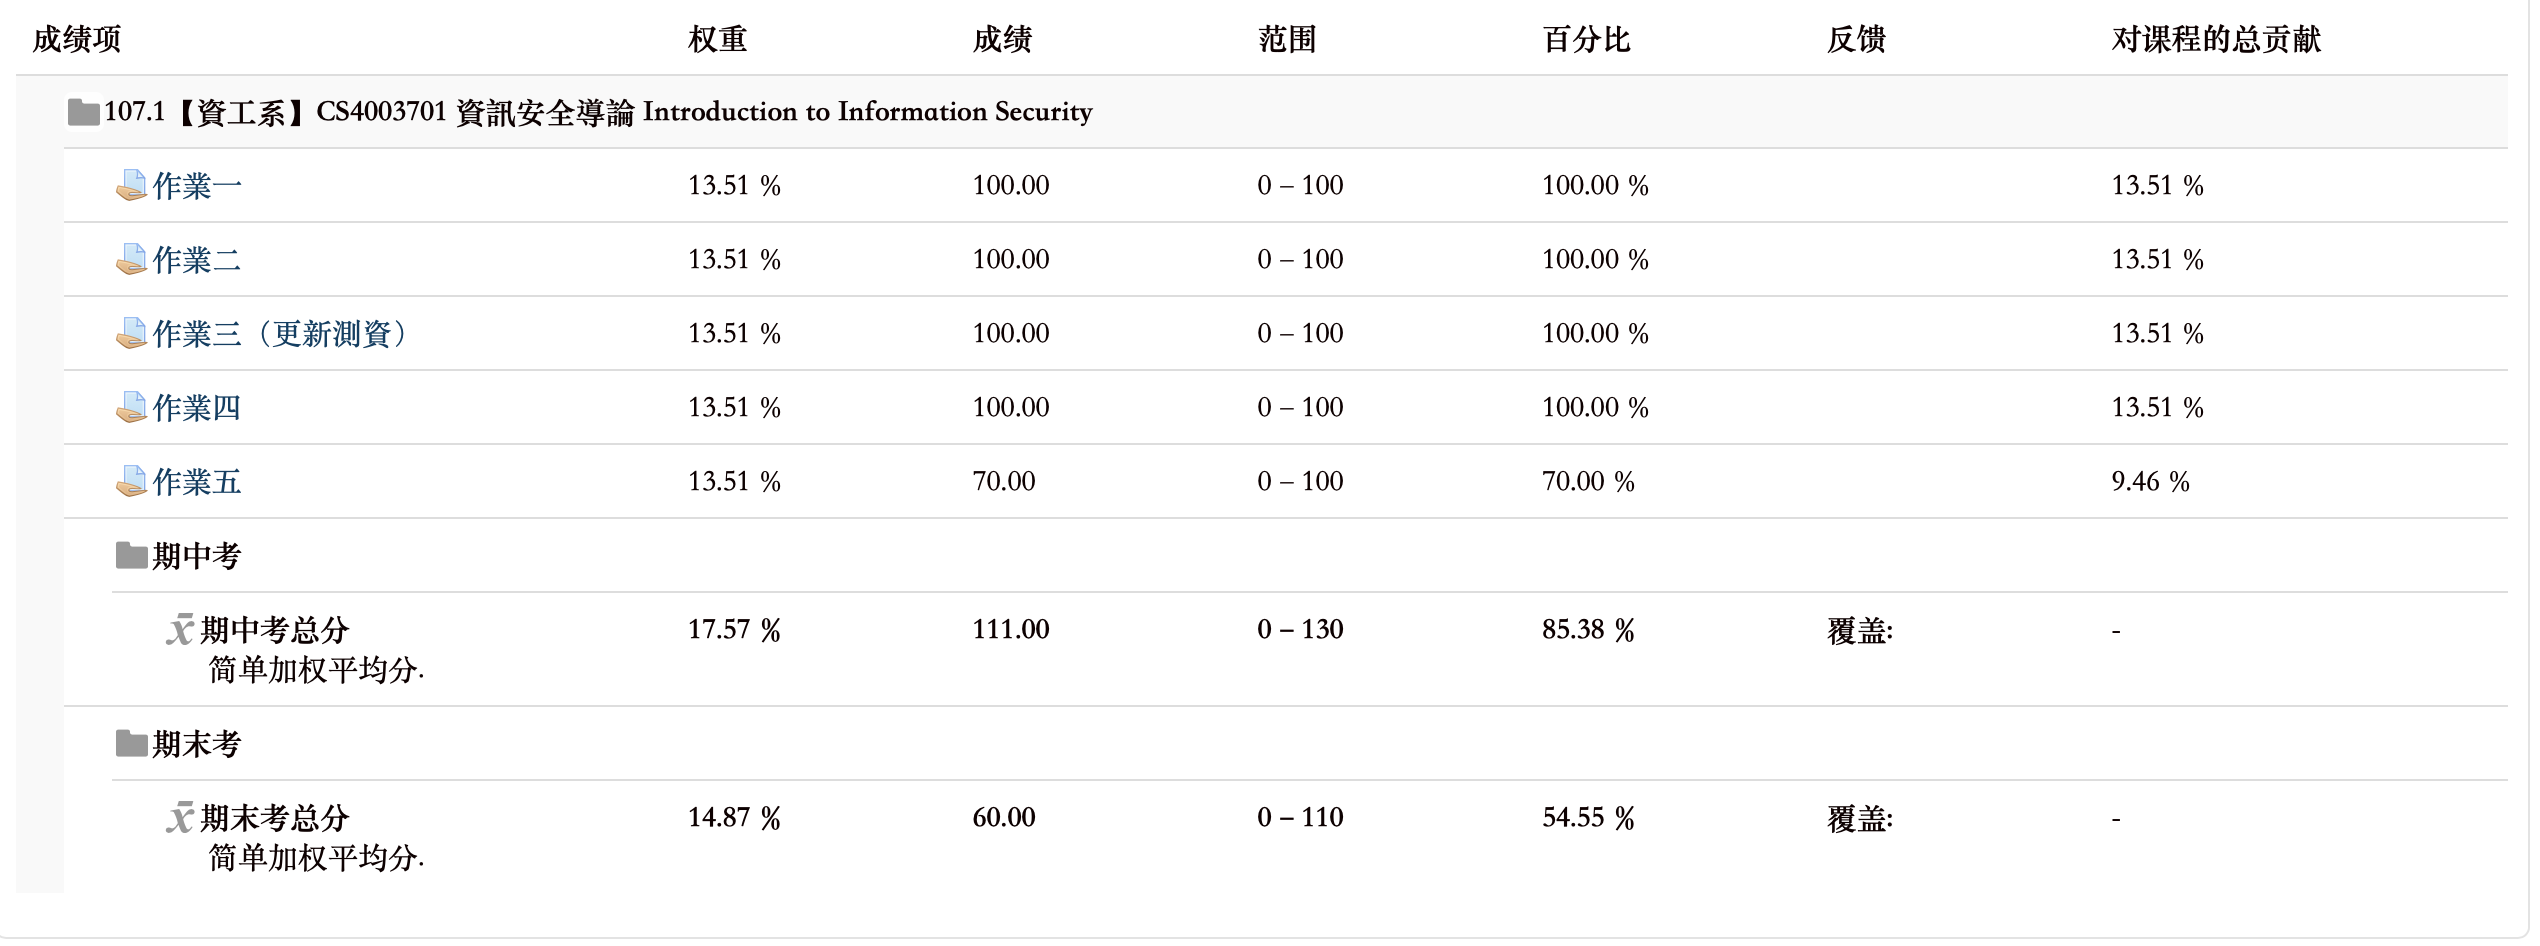 成绩项 权重 成绩 范围 百分比 反馈 对课程的总贡献
107.1【資工系】CS4003701 資訊安全導論 Introduction to Information Security
作業一 13.51 % 100.00 0 – 100 100.00 % 13.51 %
作業二 13.51 % 100.00 0 – 100 100.00 % 13.51 %
作業三（更新測資） 13.51 % 100.00 0 – 100 100.00 % 13.51 %
作業四 13.51 % 100.00 0 – 100 100.00 % 13.51 %
作業五 13.51 % 70.00 0 – 100 70.00 % 9.46 %
期中考
x̄ 期中考总分 17.57 % 111.00 0 – 130 85.38 % 覆盖: -
简单加权平均分.
期末考
x̄ 期末考总分 14.87 % 60.00 0 – 110 54.55 % 覆盖: -
简单加权平均分.